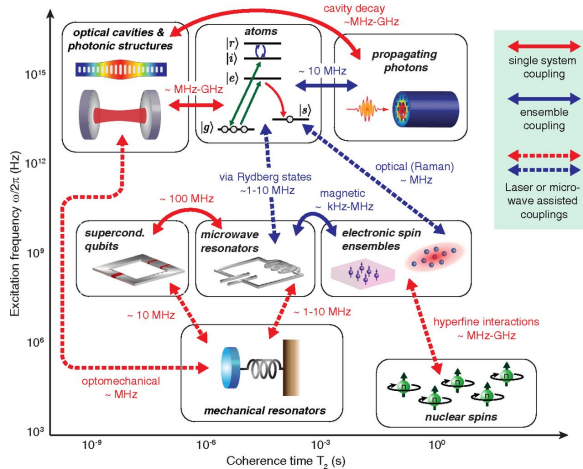 cavity decay
~MHz-GHz
optical cavities &
photonic structures
atoms
|r⟩
|i⟩
|e⟩
|s⟩
|g⟩
propagating
photons
~ MHz-GHz
~ 10 MHz
single system
coupling
ensemble
coupling
Laser or micro-
wave assisted
couplings
via Rydberg states
~1-10 MHz
optical (Raman)
~ MHz
magnetic
~ kHz-MHz
~ 100 MHz
supercond.
qubits
microwave
resonators
electronic spin
ensembles
~ 10 MHz
~ 1-10 MHz
hyperfine interactions
~ MHz-GHz
optomechanical
~ MHz
mechanical resonators
nuclear spins
Excitation frequency ω/2π (Hz)
10¹⁵
10¹²
10⁹
10⁶
10³
10⁻⁹
10⁻⁶
10⁻³
10⁰
Coherence time T₂ (s)